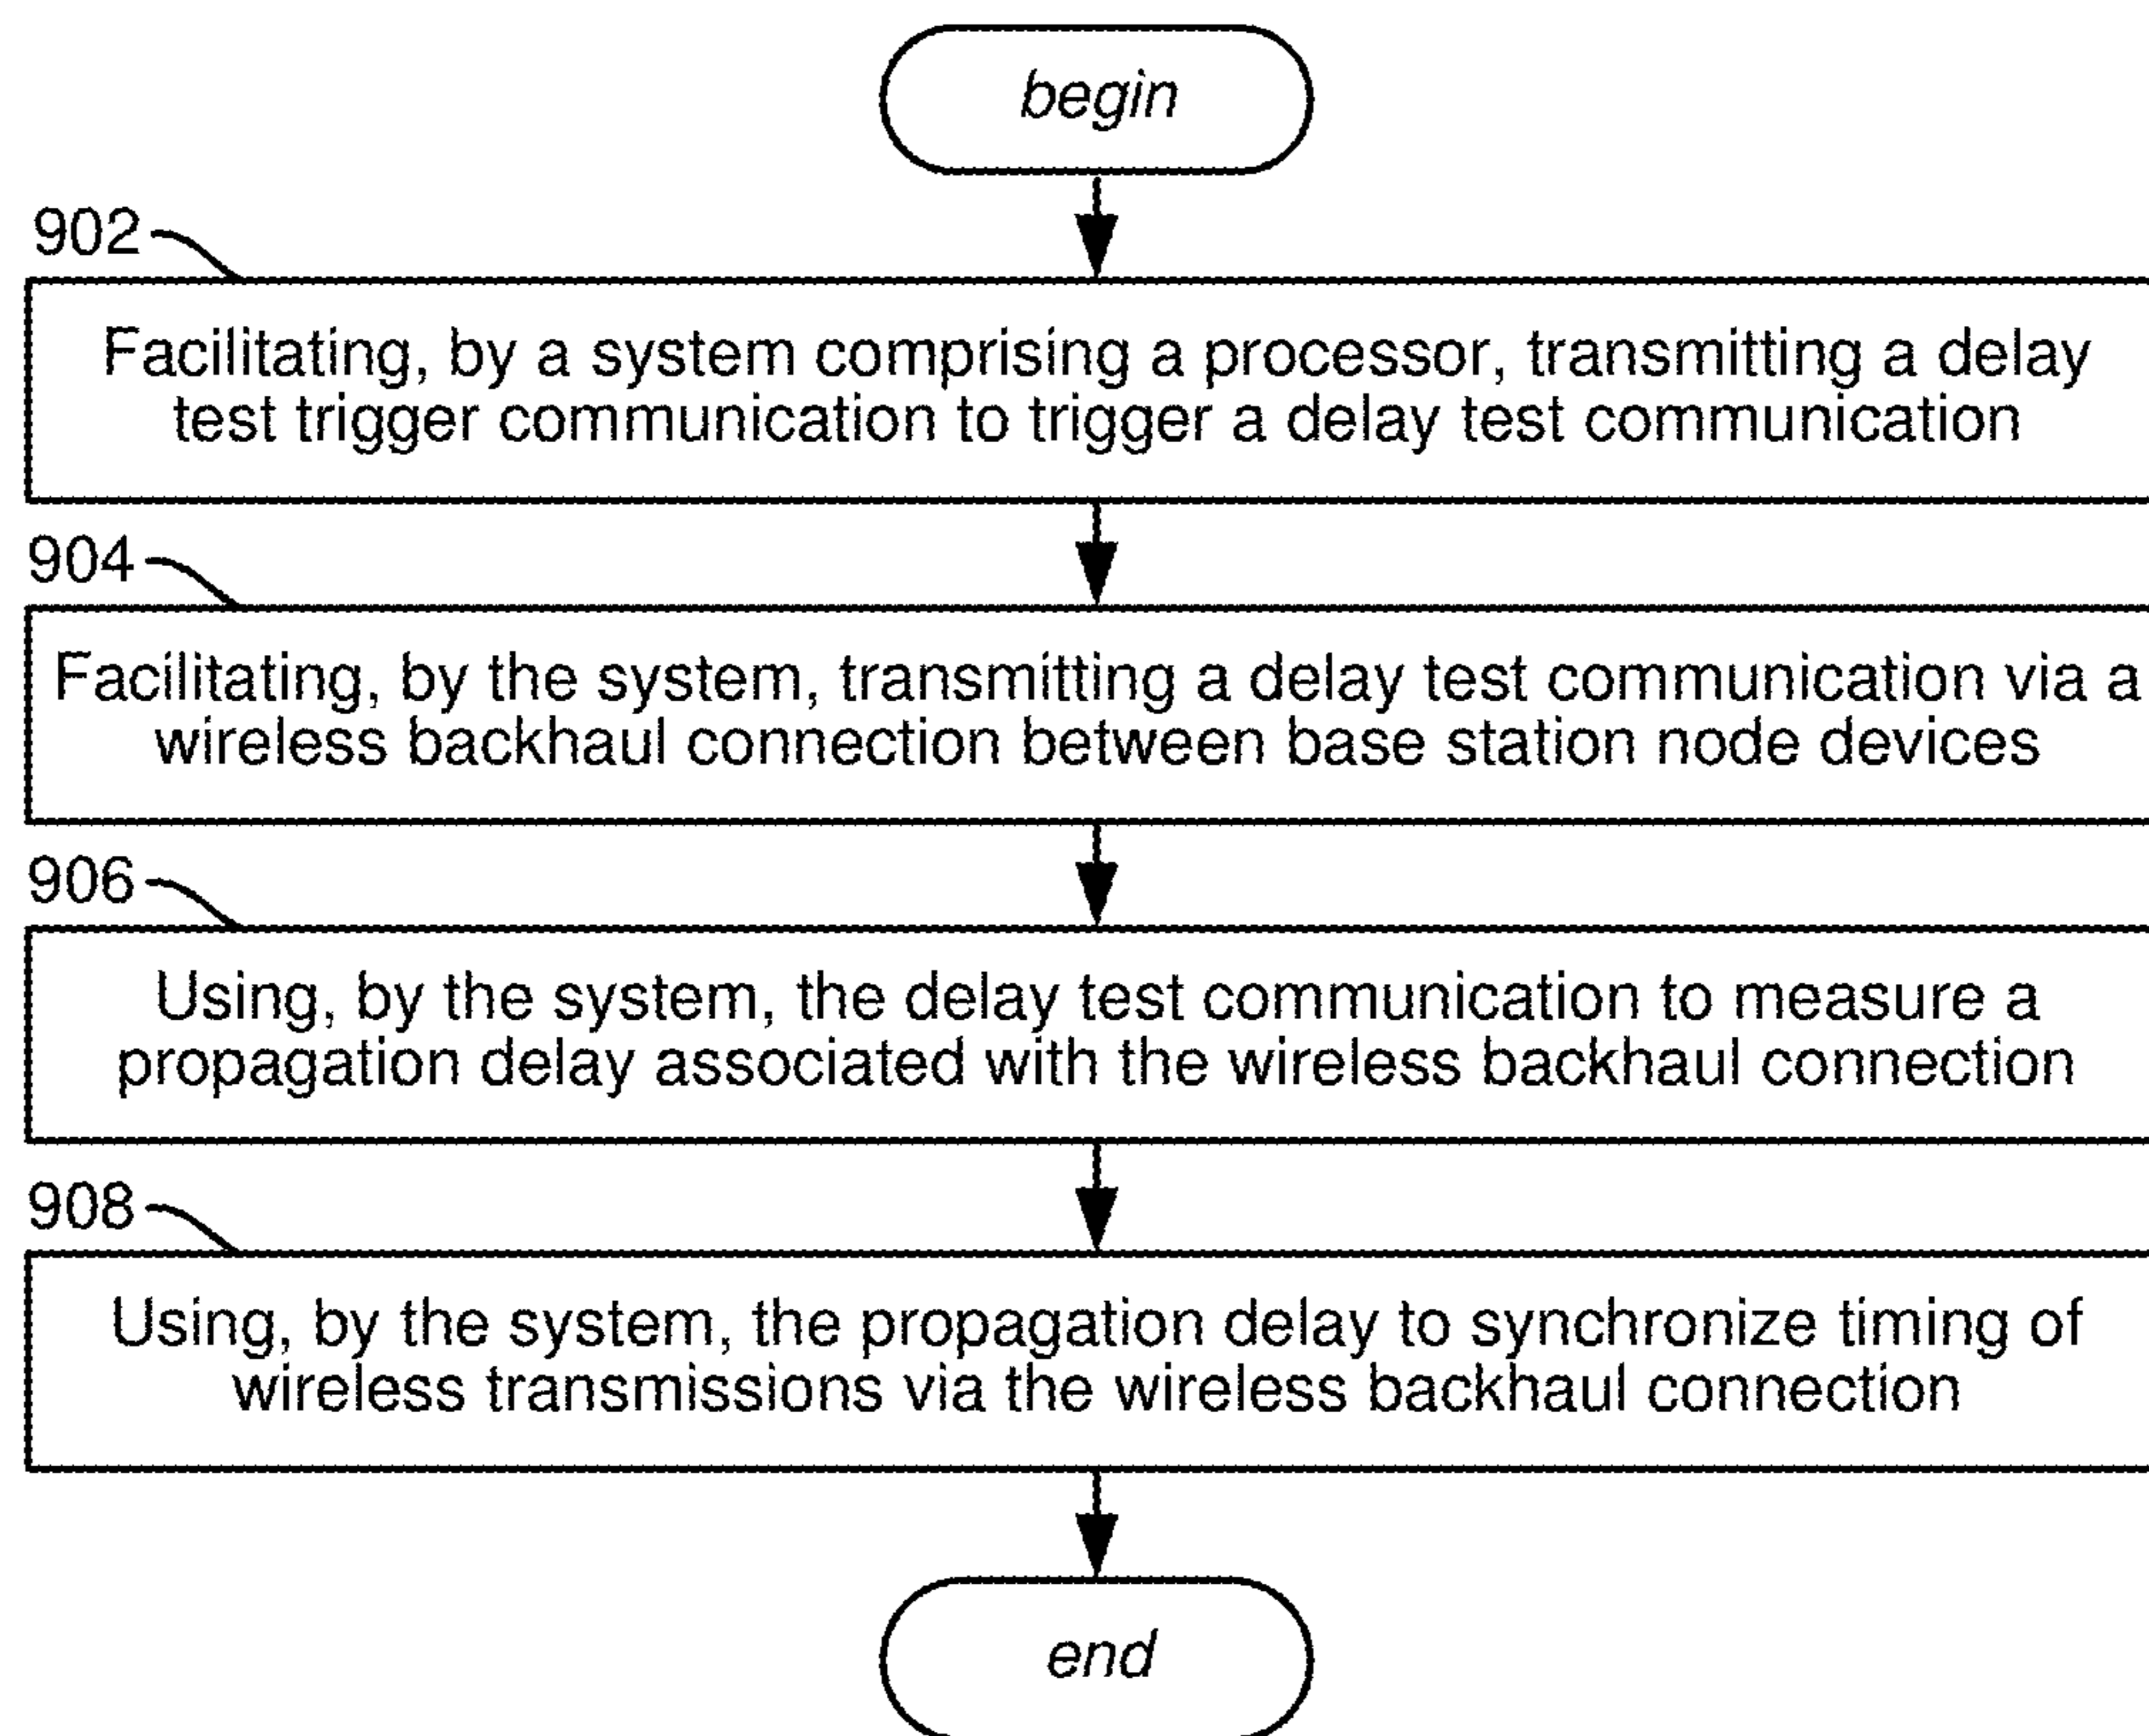 begin
902
Facilitating, by a system comprising a processor, transmitting a delay
test trigger communication to trigger a delay test communication
904
Facilitating, by the system, transmitting a delay test communication via a
wireless backhaul connection between base station node devices
906
Using, by the system, the delay test communication to measure a
propagation delay associated with the wireless backhaul connection
908
Using, by the system, the propagation delay to synchronize timing of
wireless transmissions via the wireless backhaul connection
end